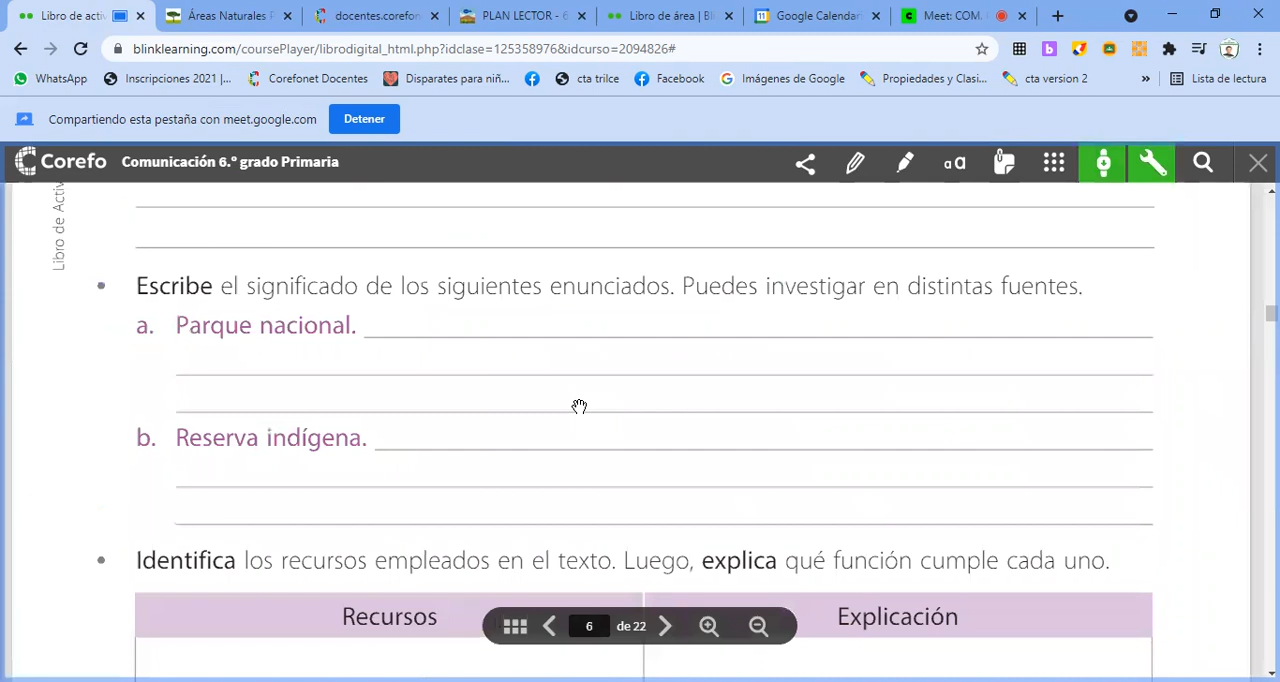 Libro de activ
Áreas Naturales P
docentes.corefon
PLAN LECTOR - 6
Libro de área | Bli
Google Calendar
Meet: COM.
blinklearning.com/coursePlayer/librodigital_html.php?idclase=125358976&idcurso=2094826#
WhatsApp
Inscripciones 2021 |...
Corefonet Docentes
Disparates para niñ...
cta trilce
Facebook
Imágenes de Google
Propiedades y Clasi...
cta version 2
»
Lista de lectura
Compartiendo esta pestaña con meet.google.com
Detener
Corefo
Comunicación 6.º grado Primaria
aA
Libro de Activ
• Escribe el significado de los siguientes enunciados. Puedes investigar en distintas fuentes.
a. Parque nacional.
b. Reserva indígena.
• Identifica los recursos empleados en el texto. Luego, explica qué función cumple cada uno.
Recursos
Explicación
6 de 22